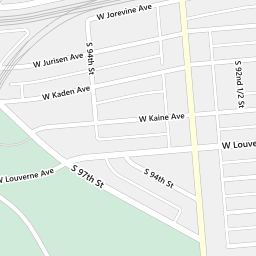 W Jorevine Ave
W Jurisen Ave
S 94th St
S 92nd 1/2 St
W Kaden Ave
W Kaine Ave
W Louve
W Louverne Ave
S 97th St
S 94th St